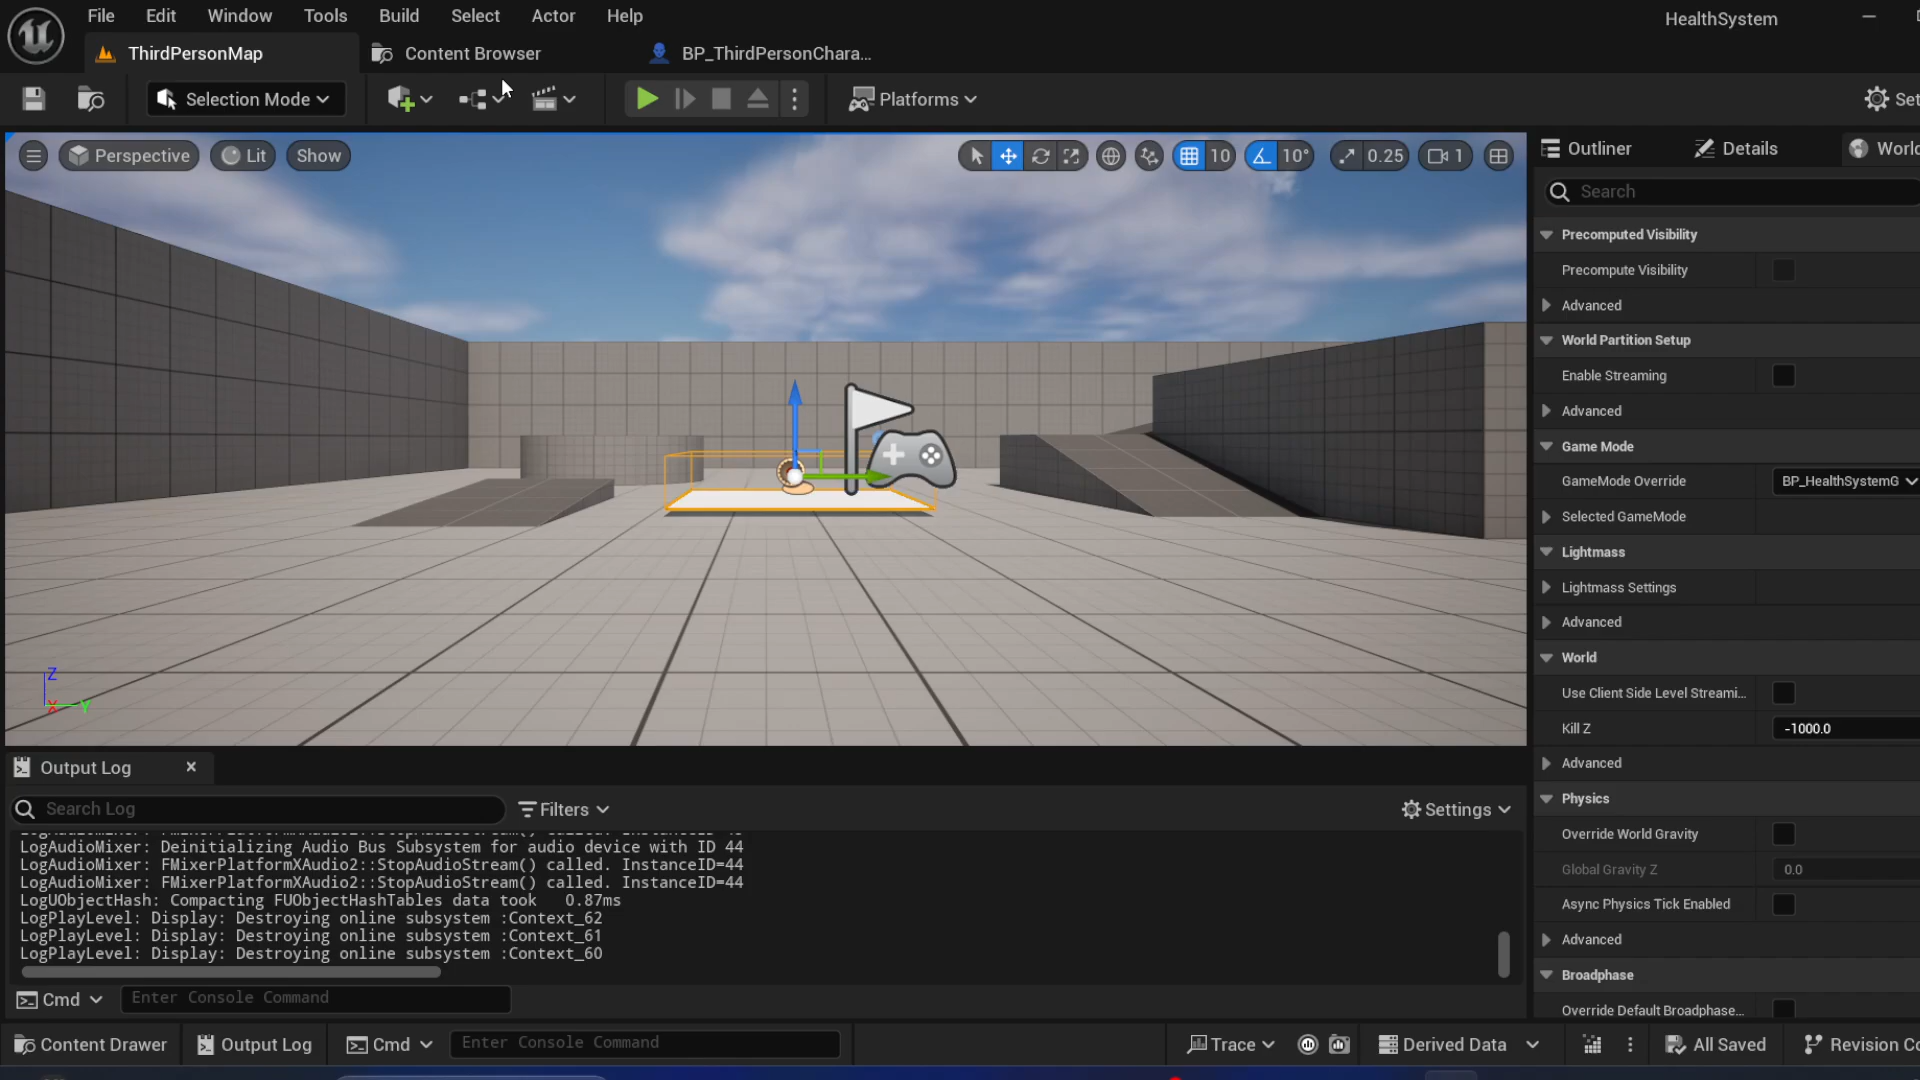 File Edit Window Tools Build Select Actor Help
HealthSystem
ThirdPersonMap
Content Browser
BP_ThirdPersonChara...
Selection Mode
Platforms
Set
Perspective
Lit
Show
10
10°
0.25
1
Outliner
Details
World
Search
Precomputed Visibility
Precompute Visibility
Advanced
World Partition Setup
Enable Streaming
Advanced
Game Mode
GameMode Override
BP_HealthSystemG
Selected GameMode
Lightmass
Lightmass Settings
Advanced
World
Use Client Side Level Streami...
Kill Z
-1000.0
Advanced
Physics
Override World Gravity
Global Gravity Z
0.0
Async Physics Tick Enabled
Advanced
Broadphase
Override Default Broadphase...
Z
X
Y
Output Log
Search Log
Filters
Settings
LogAudioMixer: Deinitializing Audio Bus Subsystem for audio device with ID 44
LogAudioMixer: FMixerPlatformXAudio2::StopAudioStream() called. InstanceID=44
LogAudioMixer: FMixerPlatformXAudio2::StopAudioStream() called. InstanceID=44
LogUObjectHash: Compacting FUObjectHashTables data took   0.87ms
LogPlayLevel: Display: Destroying online subsystem :Context_62
LogPlayLevel: Display: Destroying online subsystem :Context_61
LogPlayLevel: Display: Destroying online subsystem :Context_60
Cmd
Enter Console Command
Content Drawer
Output Log
Cmd
Enter Console Command
Trace
Derived Data
All Saved
Revision Co